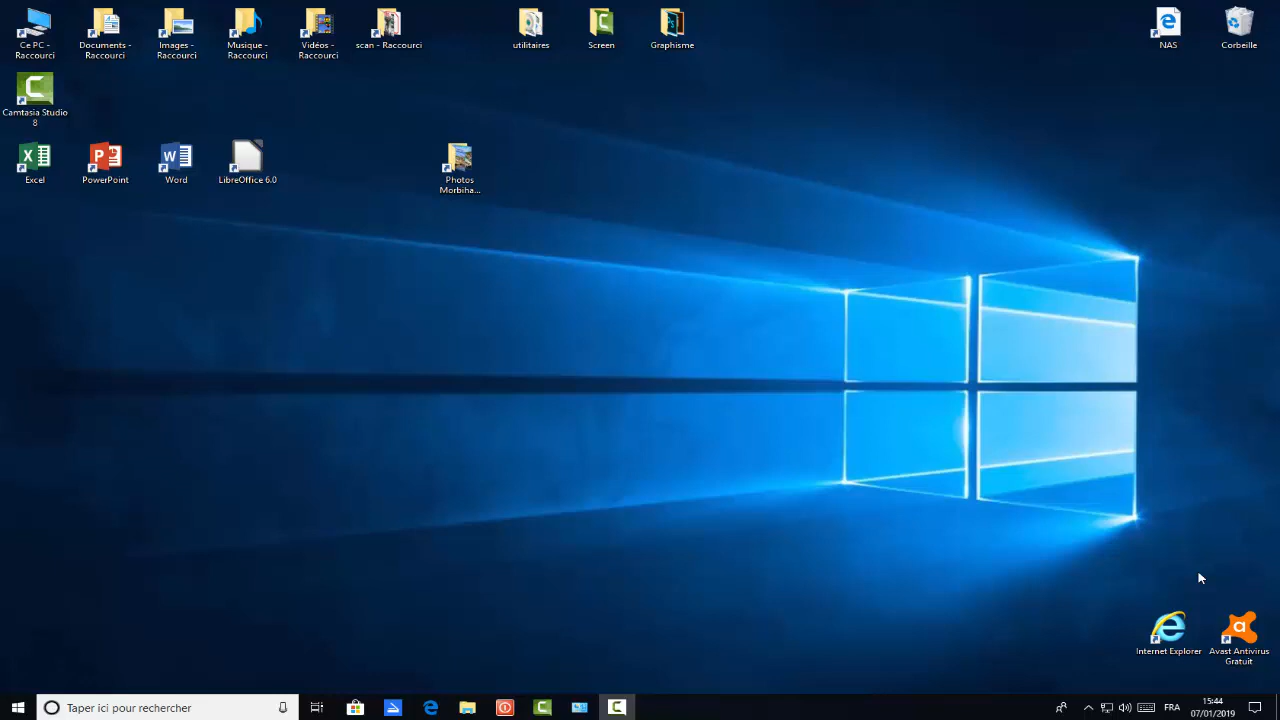 Ce PC -
Raccourci
Documents -
Raccourci
Images -
Raccourci
Musique -
Raccourci
Vidéos -
Raccourci
scan - Raccourci
utilitaires
Screen
Graphisme
NAS
Corbeille
Camtasia Studio
8
Excel
PowerPoint
Word
LibreOffice 6.0
Photos
Morbiha...
Internet Explorer
Avast Antivirus
Gratuit
Taper ici pour rechercher
FRA
15:44
07/01/2019